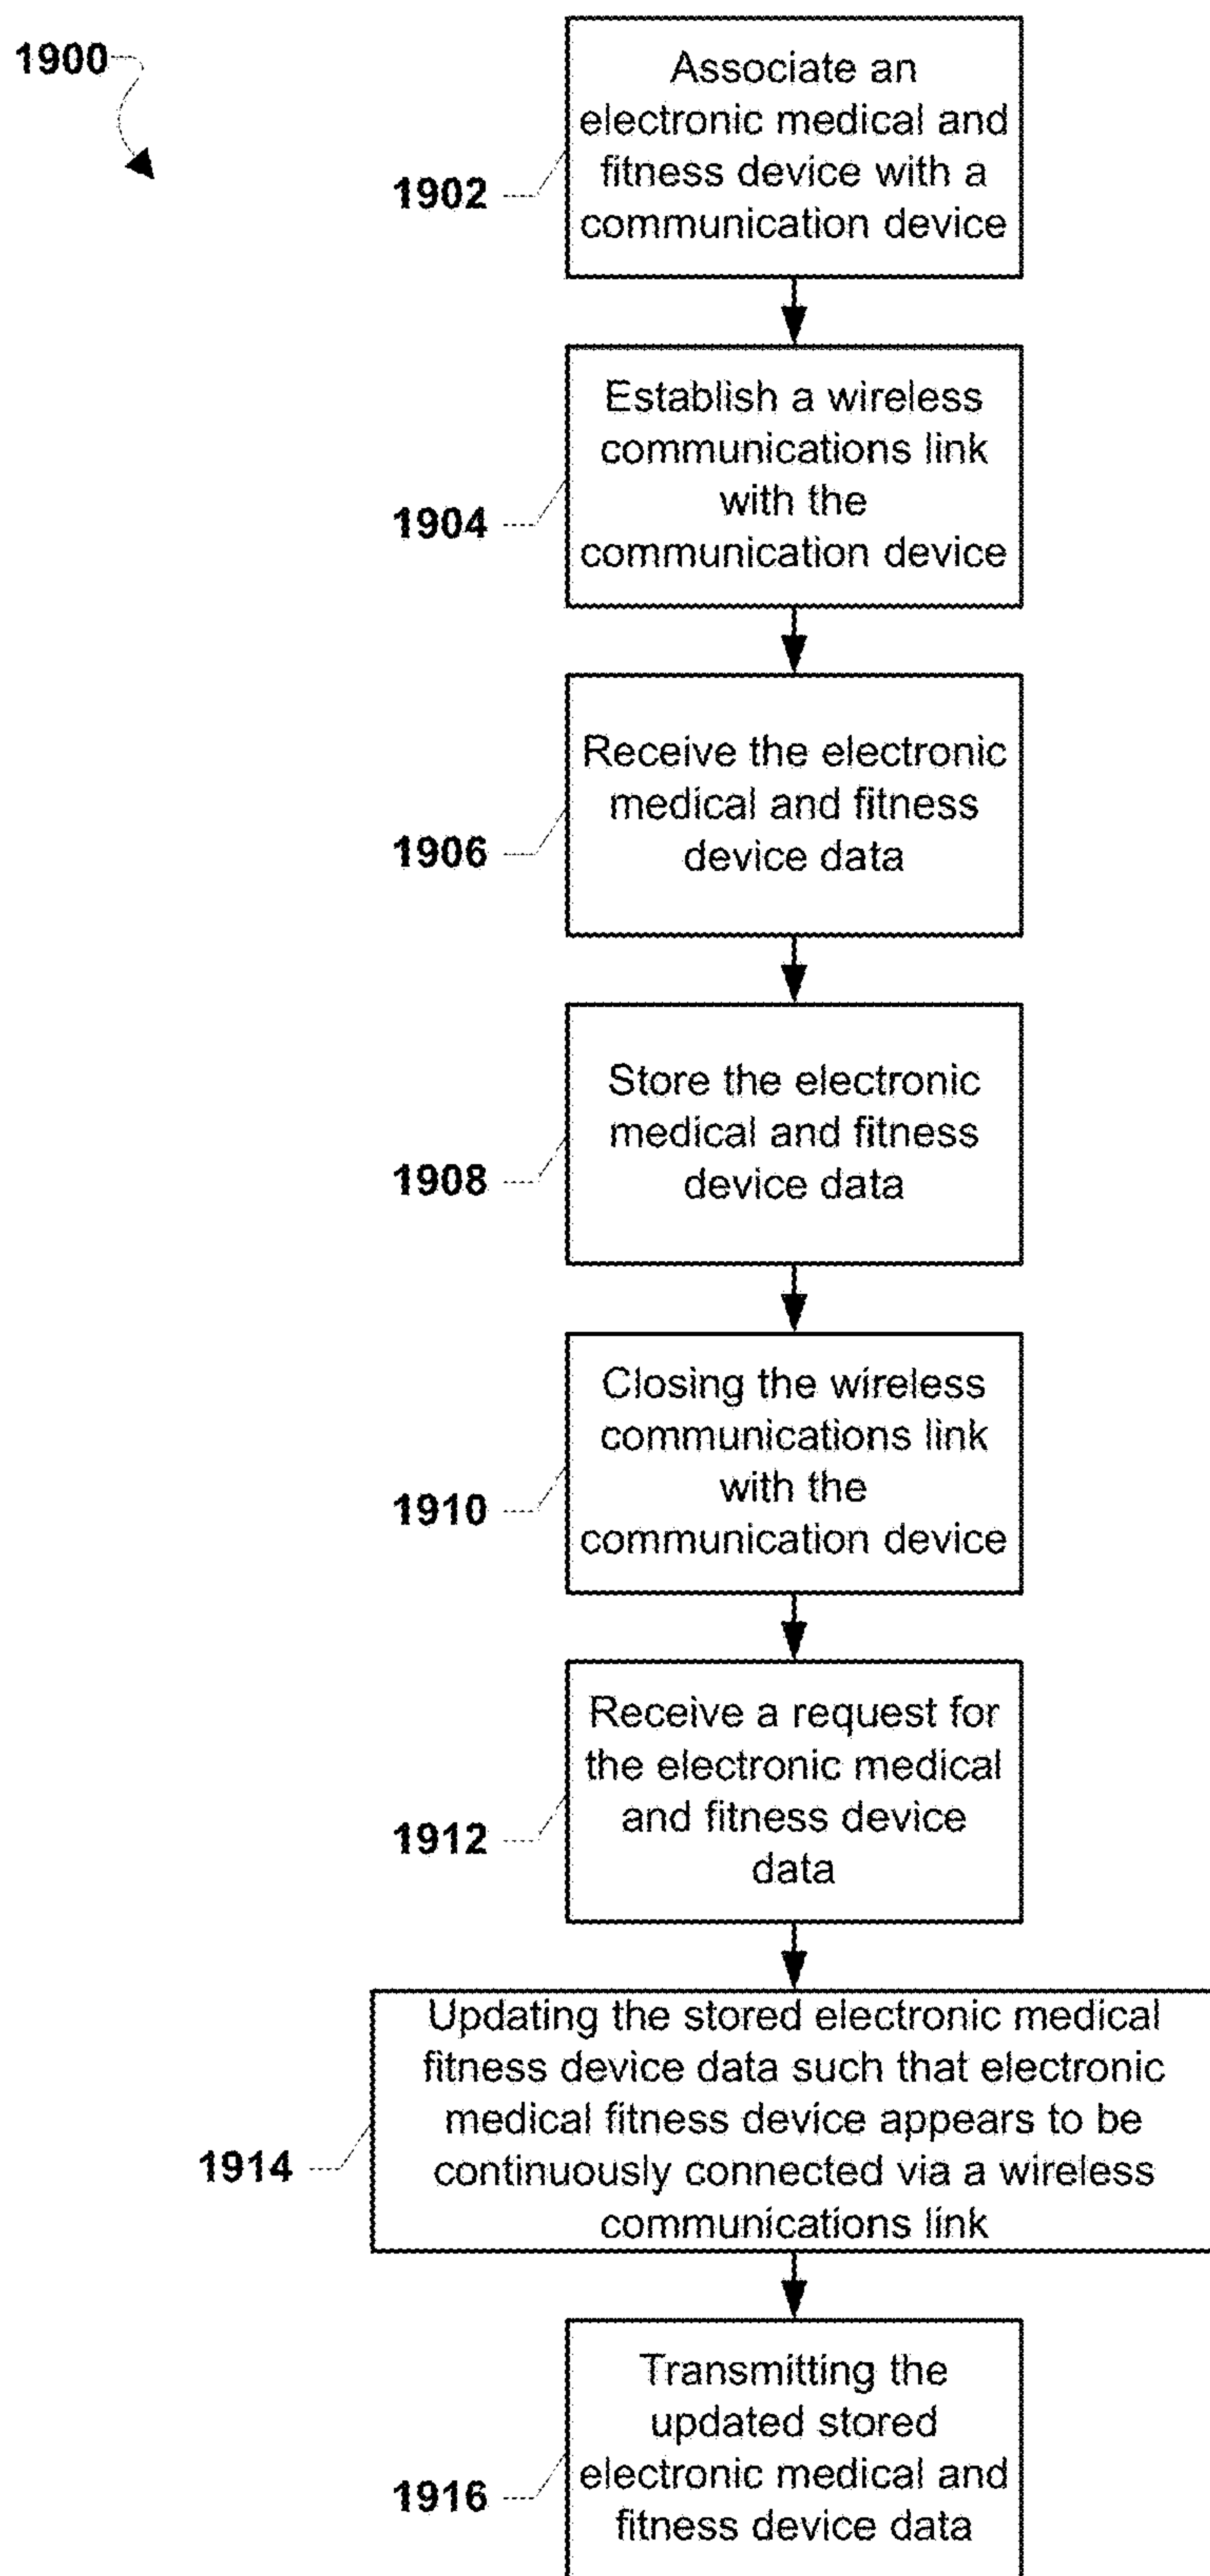 1900
Associate an
electronic medical and
fitness device with a
communication device
1902
Establish a wireless
communications link
with the
communication device
1904
Receive the electronic
medical and fitness
device data
1906
Store the electronic
medical and fitness
device data
1908
Closing the wireless
communications link
with the
communication device
1910
Receive a request for
the electronic medical
and fitness device
data
1912
Updating the stored electronic medical
fitness device data such that electronic
medical fitness device appears to be
continuously connected via a wireless
communications link
1914
Transmitting the
updated stored
electronic medical and
fitness device data
1916